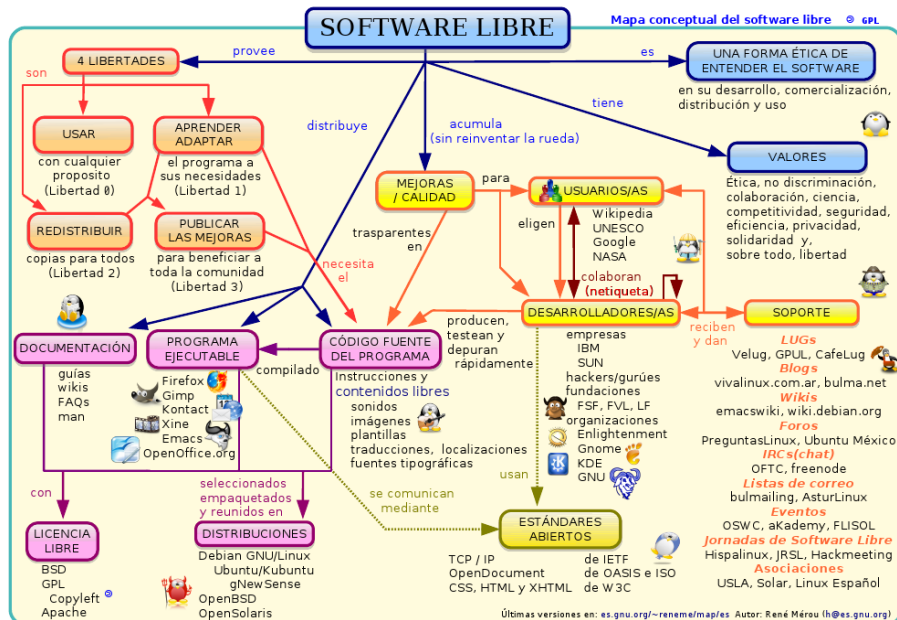 SOFTWARE LIBRE
Mapa conceptual del software libre GPL
provee
es
4 LIBERTADES
UNA FORMA ÉTICA DE
ENTENDER EL SOFTWARE
en su desarrollo, comercialización,
distribución y uso
son
tiene
distribuye
acumula
(sin reinventar la rueda)
USAR
con cualquier
proposito
(Libertad 0)
APRENDER
ADAPTAR
el programa a
sus necesidades
(Libertad 1)
VALORES
Ética, no discriminación,
colaboración, ciencia,
competitividad, seguridad,
eficiencia, privacidad,
solidaridad y,
sobre todo, libertad
MEJORAS
/ CALIDAD
para
USUARIOS/AS
Wikipedia
UNESCO
Google
NASA
eligen
REDISTRIBUIR
copias para todos
(Libertad 2)
PUBLICAR
LAS MEJORAS
para beneficiar a
toda la comunidad
(Libertad 3)
trasparentes
en
necesita
el
colaboran
(netiqueta)
DESARROLLADORES/AS
SOPORTE
reciben
y dan
producen,
testean y
depuran
rápidamente
DOCUMENTACIÓN
guías
wikis
FAQs
man
PROGRAMA
EJECUTABLE
Firefox
Gimp
Kontact
Xine
Emacs
OpenOffice.org
compilado
CÓDIGO FUENTE
DEL PROGRAMA
Instrucciones y
contenidos libres
sonidos
imágenes
plantillas
traducciones, localizaciones
fuentes tipográficas
empresas
IBM
SUN
hackers/gurúes
fundaciones
FSF, FVL, LF
organizaciones
Enlightenment
Gnome
KDE
GNU
LUGs
Velug, GPUL, CafeLug
Blogs
vivalinux.com.ar, bulma.net
Wikis
emacswiki, wiki.debian.org
Foros
PreguntasLinux, Ubuntu México
IRCs(chat)
OFTC, freenode
Listas de correo
bulmailing, AsturLinux
Eventos
OSWC, aKademy, FLISOL
Jornadas de Software Libre
Hispalinux, JRSL, Hackmeeting
Asociaciones
USLA, Solar, Linux Español
con
seleccionados
empaquetados
y reunidos en
se comunican
mediante
usan
LICENCIA
LIBRE
BSD
GPL
Copyleft
Apache
DISTRIBUCIONES
Debian GNU/Linux
Ubuntu/Kubuntu
gNewSense
OpenBSD
OpenSolaris
ESTÁNDARES
ABIERTOS
TCP / IP de IETF
OpenDocument de OASIS e ISO
CSS, HTML y XHTML de W3C
Últimas versiones en: es.gnu.org/~reneme/map/es Autor: René Mérou (h@es.gnu.org)